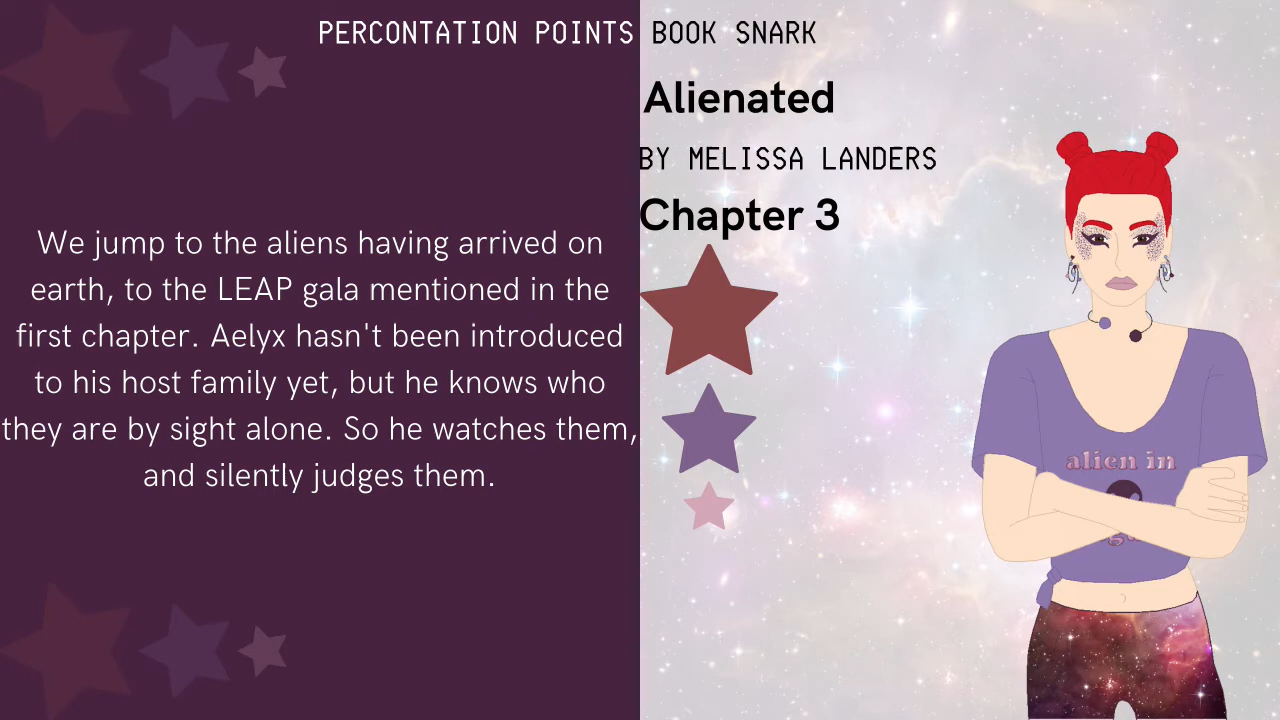 PERCONTATION POINTS BOOK SNARK
Alienated
BY MELISSA LANDERS
Chapter 3
We jump to the aliens having arrived on
earth, to the LEAP gala mentioned in the
first chapter. Aelyx hasn't been introduced
to his host family yet, but he knows who
they are by sight alone. So he watches them,
and silently judges them.
alien in